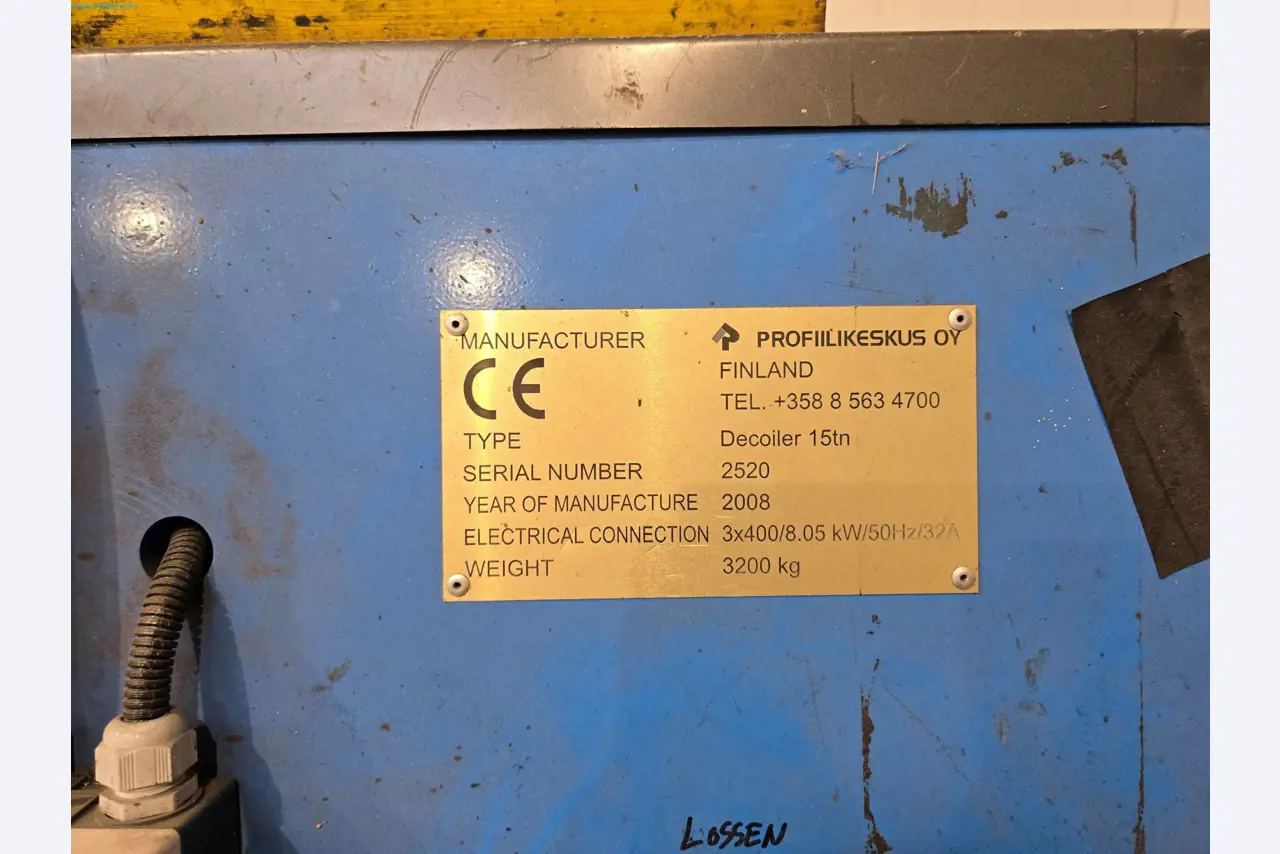 MANUFACTURER PROFIILIKESKUS OY
FINLAND
TEL. +358 8 563 4700
CE
TYPE Decoiler 15tn
SERIAL NUMBER 2520
YEAR OF MANUFACTURE 2008
ELECTRICAL CONNECTION 3x400/8.05 kW/50Hz/32A
WEIGHT 3200 kg
LOSSEN